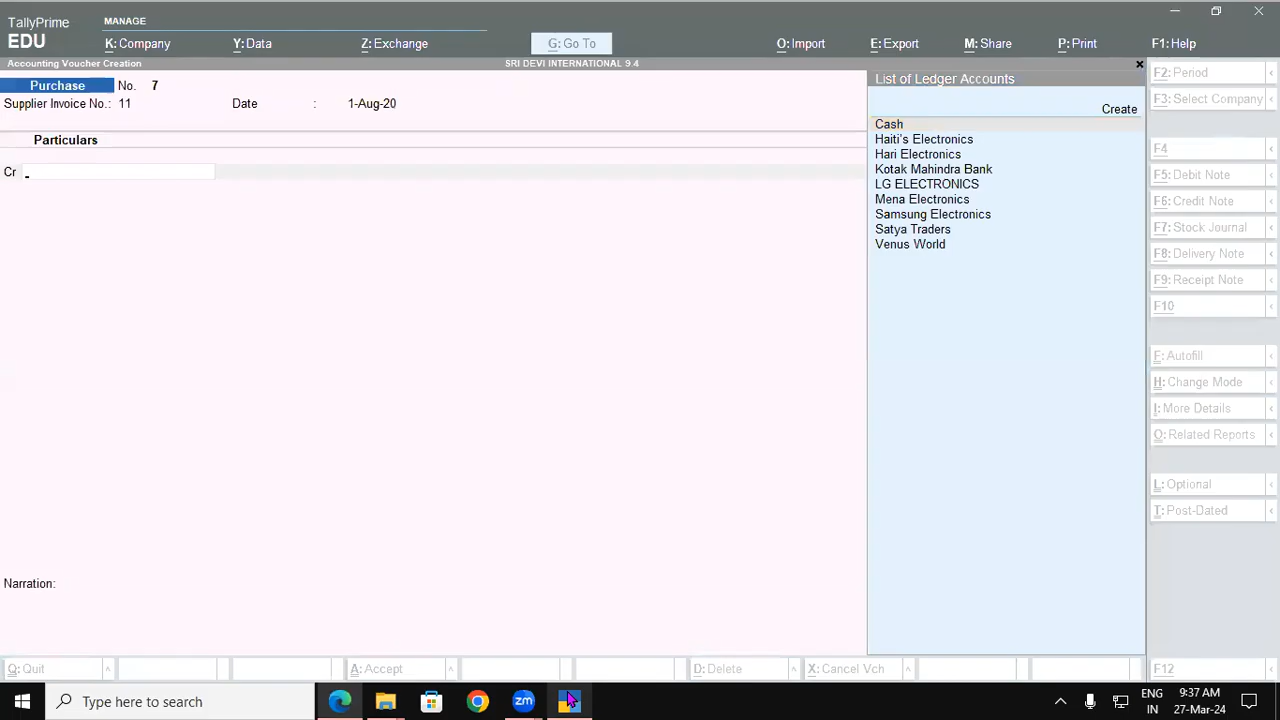 TallyPrime
EDU
MANAGE
K: Company
Y: Data
Z: Exchange
G: Go To
O: Import
E: Export
M: Share
P: Print
F1: Help
Accounting Voucher Creation
SRI DEVI INTERNATIONAL 9.4
×
Purchase No. 7
Supplier Invoice No.: 11 Date : 1-Aug-20
Particulars
Cr
Narration:
List of Ledger Accounts
Create
Cash
Haiti's Electronics
Hari Electronics
Kotak Mahindra Bank
LG ELECTRONICS
Mena Electronics
Samsung Electronics
Satya Traders
Venus World
F2: Period
F3: Select Company
F4
F5: Debit Note
F6: Credit Note
F7: Stock Journal
F8: Delivery Note
F9: Receipt Note
F10
F: Autofill
H: Change Mode
I: More Details
O: Related Reports
L: Optional
T: Post-Dated
Q: Quit
A: Accept
D: Delete
X: Cancel Vch
F12
Type here to search
zm
ENG
IN
9:37 AM
27-Mar-24